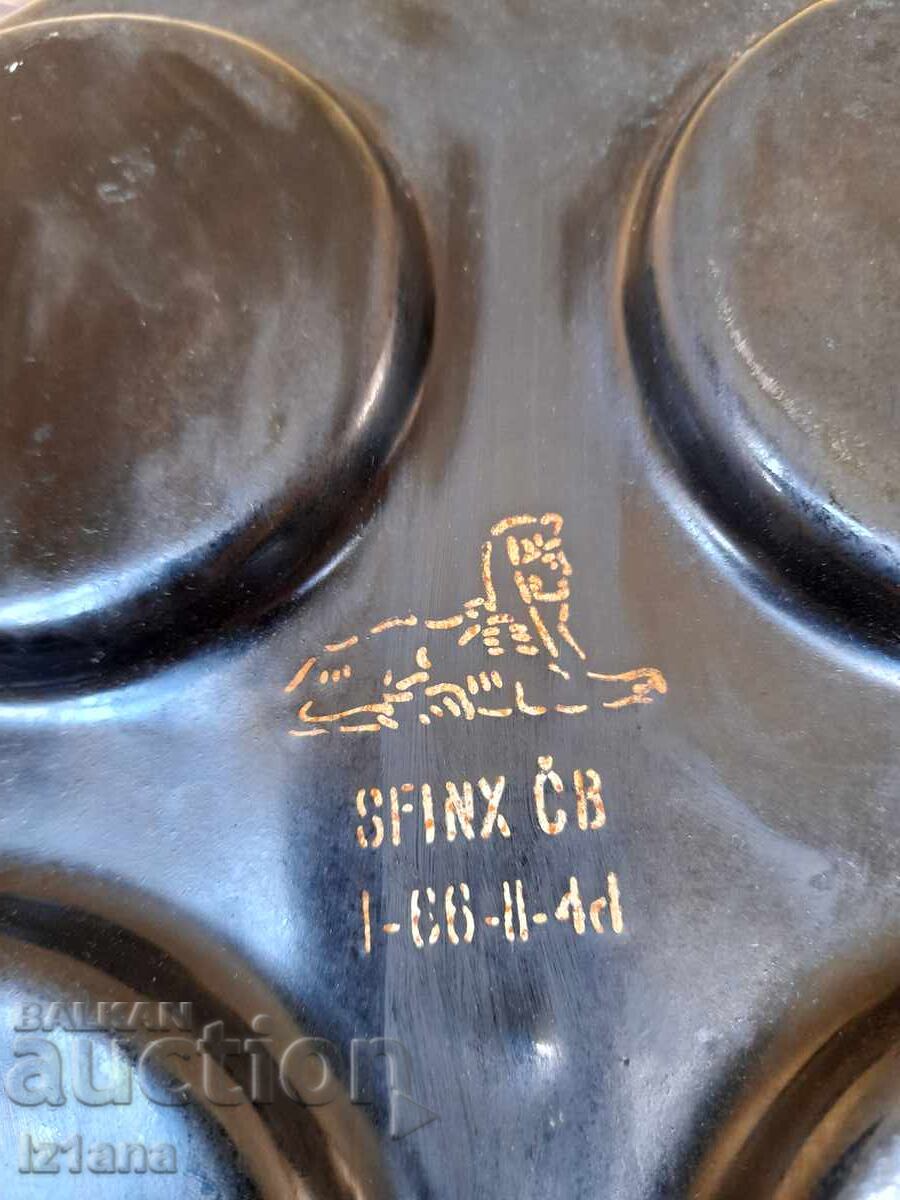 SFINX ČB
I-66-II-4d
BALKAN
auction
iz1ana